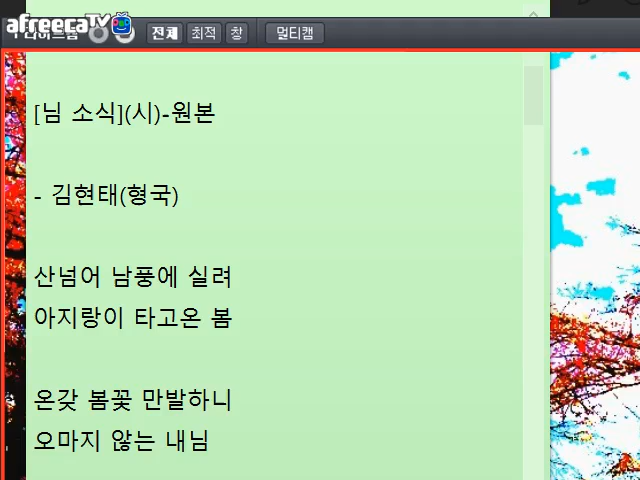 afreecaTV
전체 최적 창 멀티캠
[님 소식](시)-원본
- 김현태(형국)
산넘어 남풍에 실려
아지랑이 타고온 봄
온갖 봄꽃 만발하니
오마지 않는 내님